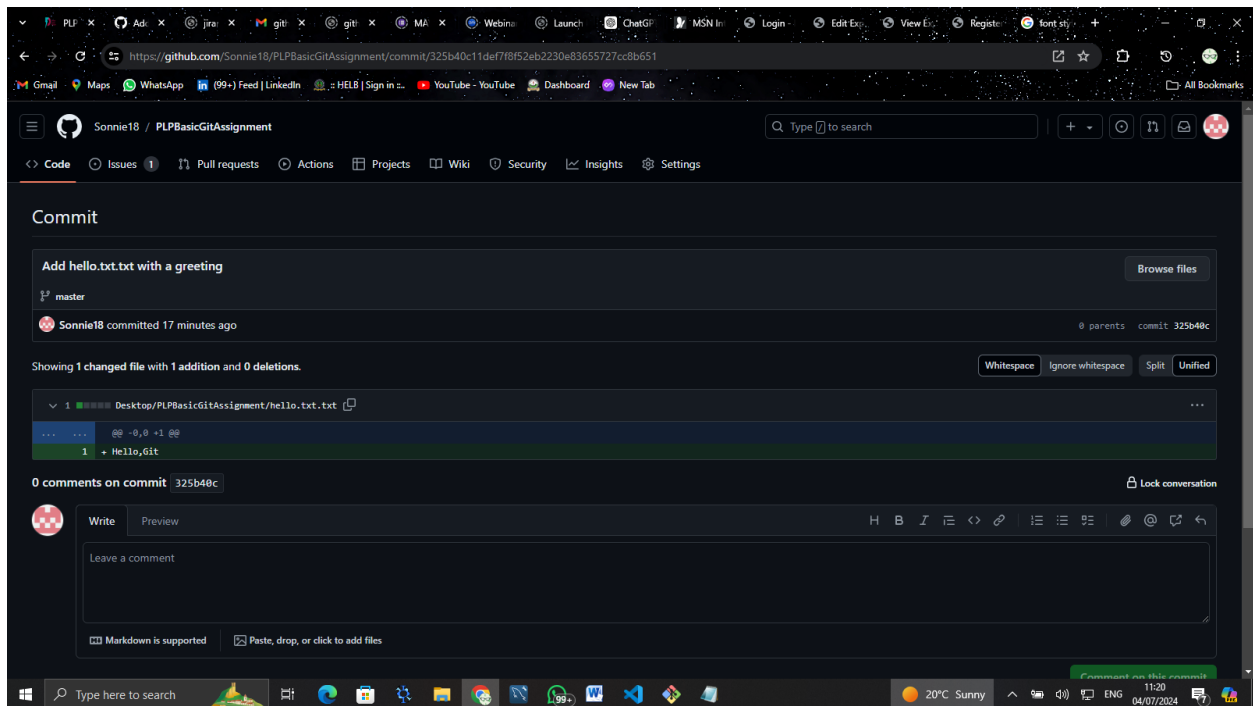 PLP Ado jira: gith gith MA Webina Launch ChatGP MSN In Login - Edit Exp View Ex Register font sty
https://github.com/Sonnie18/PLPBasicGitAssignment/commit/325b40c11def7f8f52eb2230e83655727cc8b651
Gmail Maps WhatsApp (99+) Feed | LinkedIn :: HELB | Sign in ::.. YouTube - YouTube Dashboard New Tab All Bookmarks
Sonnie18 / PLPBasicGitAssignment Type / to search
Code Issues 1 Pull requests Actions Projects Wiki Security Insights Settings
Commit
Add hello.txt.txt with a greeting Browse files
master
Sonnie18 committed 17 minutes ago 0 parents commit 325b40c
Showing 1 changed file with 1 addition and 0 deletions. Whitespace Ignore whitespace Split Unified
1 Desktop/PLPBasicGitAssignment/hello.txt.txt ...
... ... @@ -0,0 +1 @@
1 + Hello,Git
0 comments on commit 325b40c Lock conversation
Write Preview
Leave a comment
Markdown is supported Paste, drop, or click to add files
Comment on this commit
Type here to search 99+ 20°C Sunny ENG 11:20
04/07/2024 7